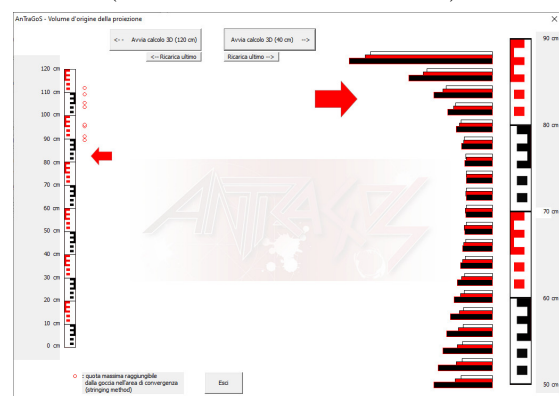 AnTraGoS - Volume d'origine della proiezione
<-- Avvia calcolo 3D (120 cm)
Avvia calcolo 3D (40 cm) -->
<-- Ricarica ultimo
Ricarica ultimo -->
120 cm
110 cm
100 cm
90 cm
80 cm
70 cm
60 cm
50 cm
40 cm
30 cm
20 cm
10 cm
0 cm
90 cm
80 cm
70 cm
60 cm
50 cm
ANTRAGOS
: quota massima raggiungibile
dalla goccia nell'area di convergenza
(stringing method)
Esci